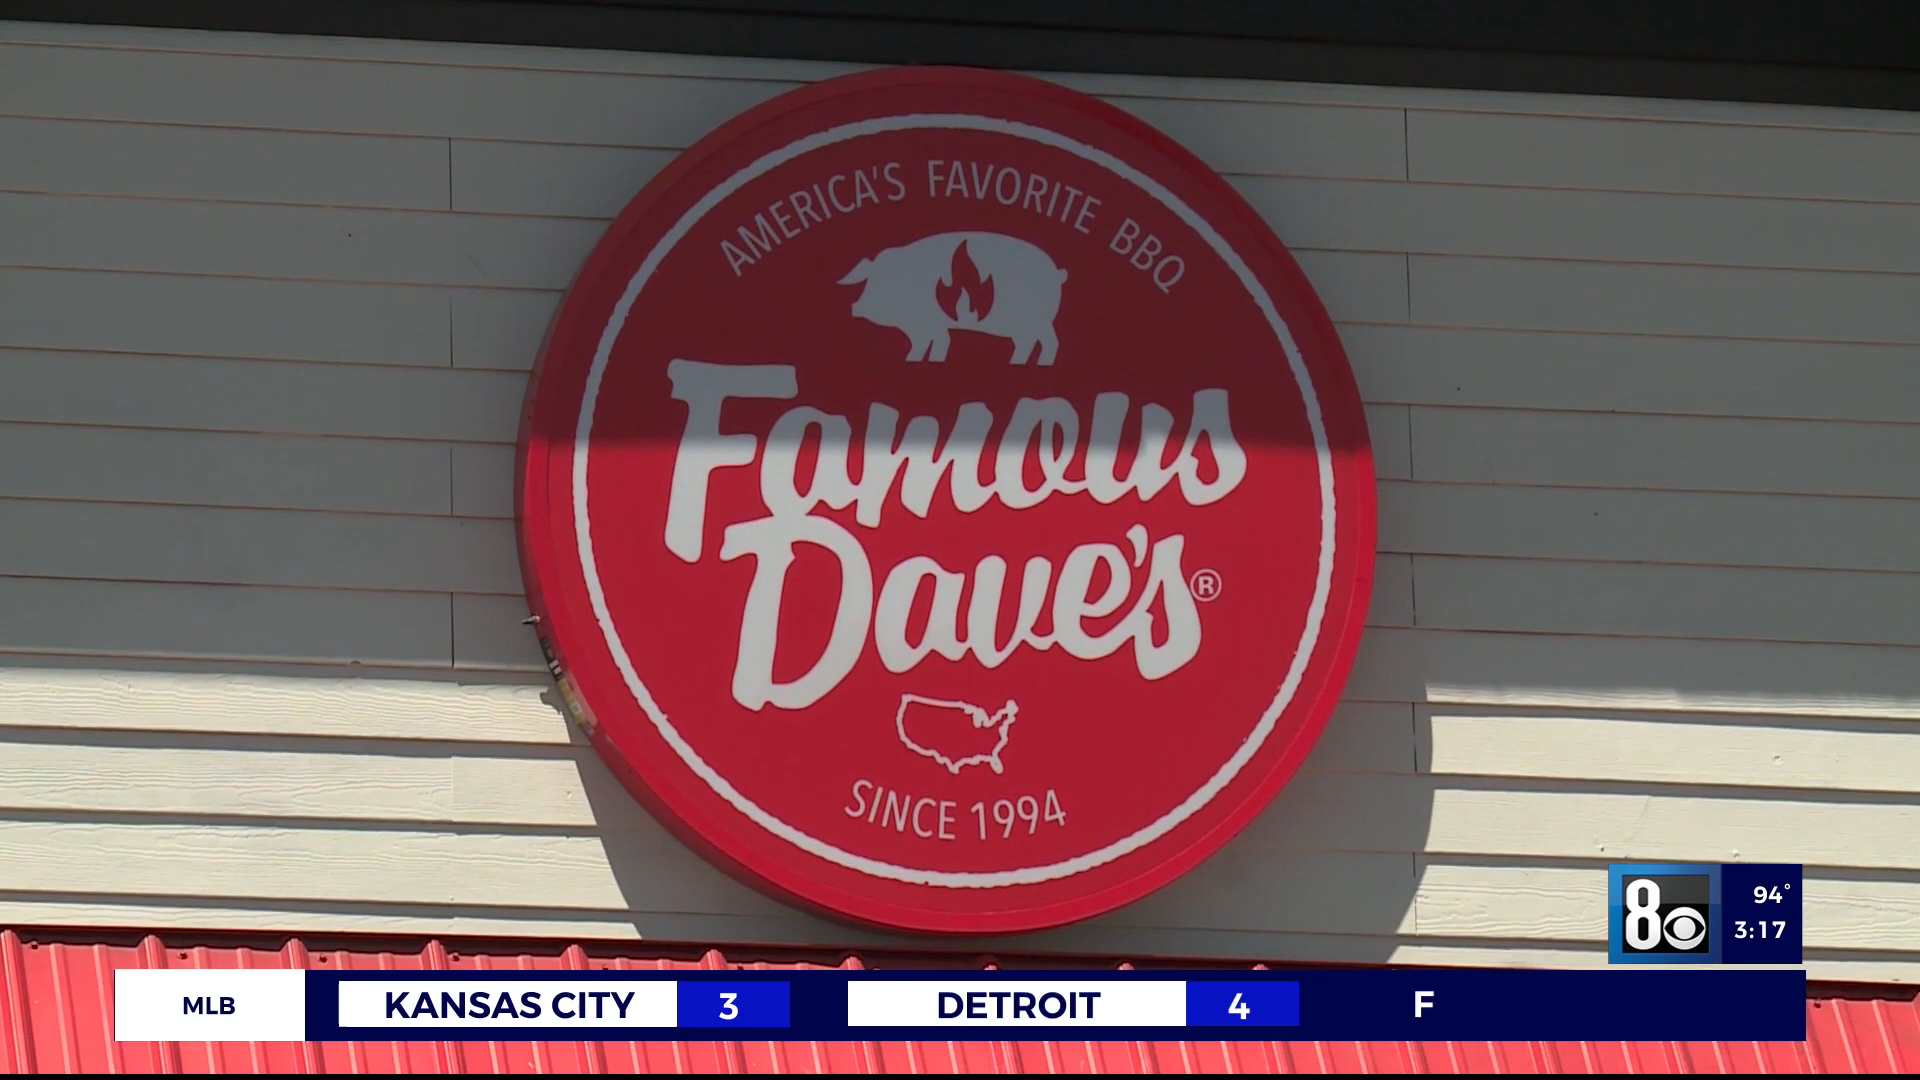 AMERICA'S FAVORITE BBQ
Famous
Dave's®
SINCE 1994
8
94°
3:17
MLB KANSAS CITY 3 DETROIT 4 F